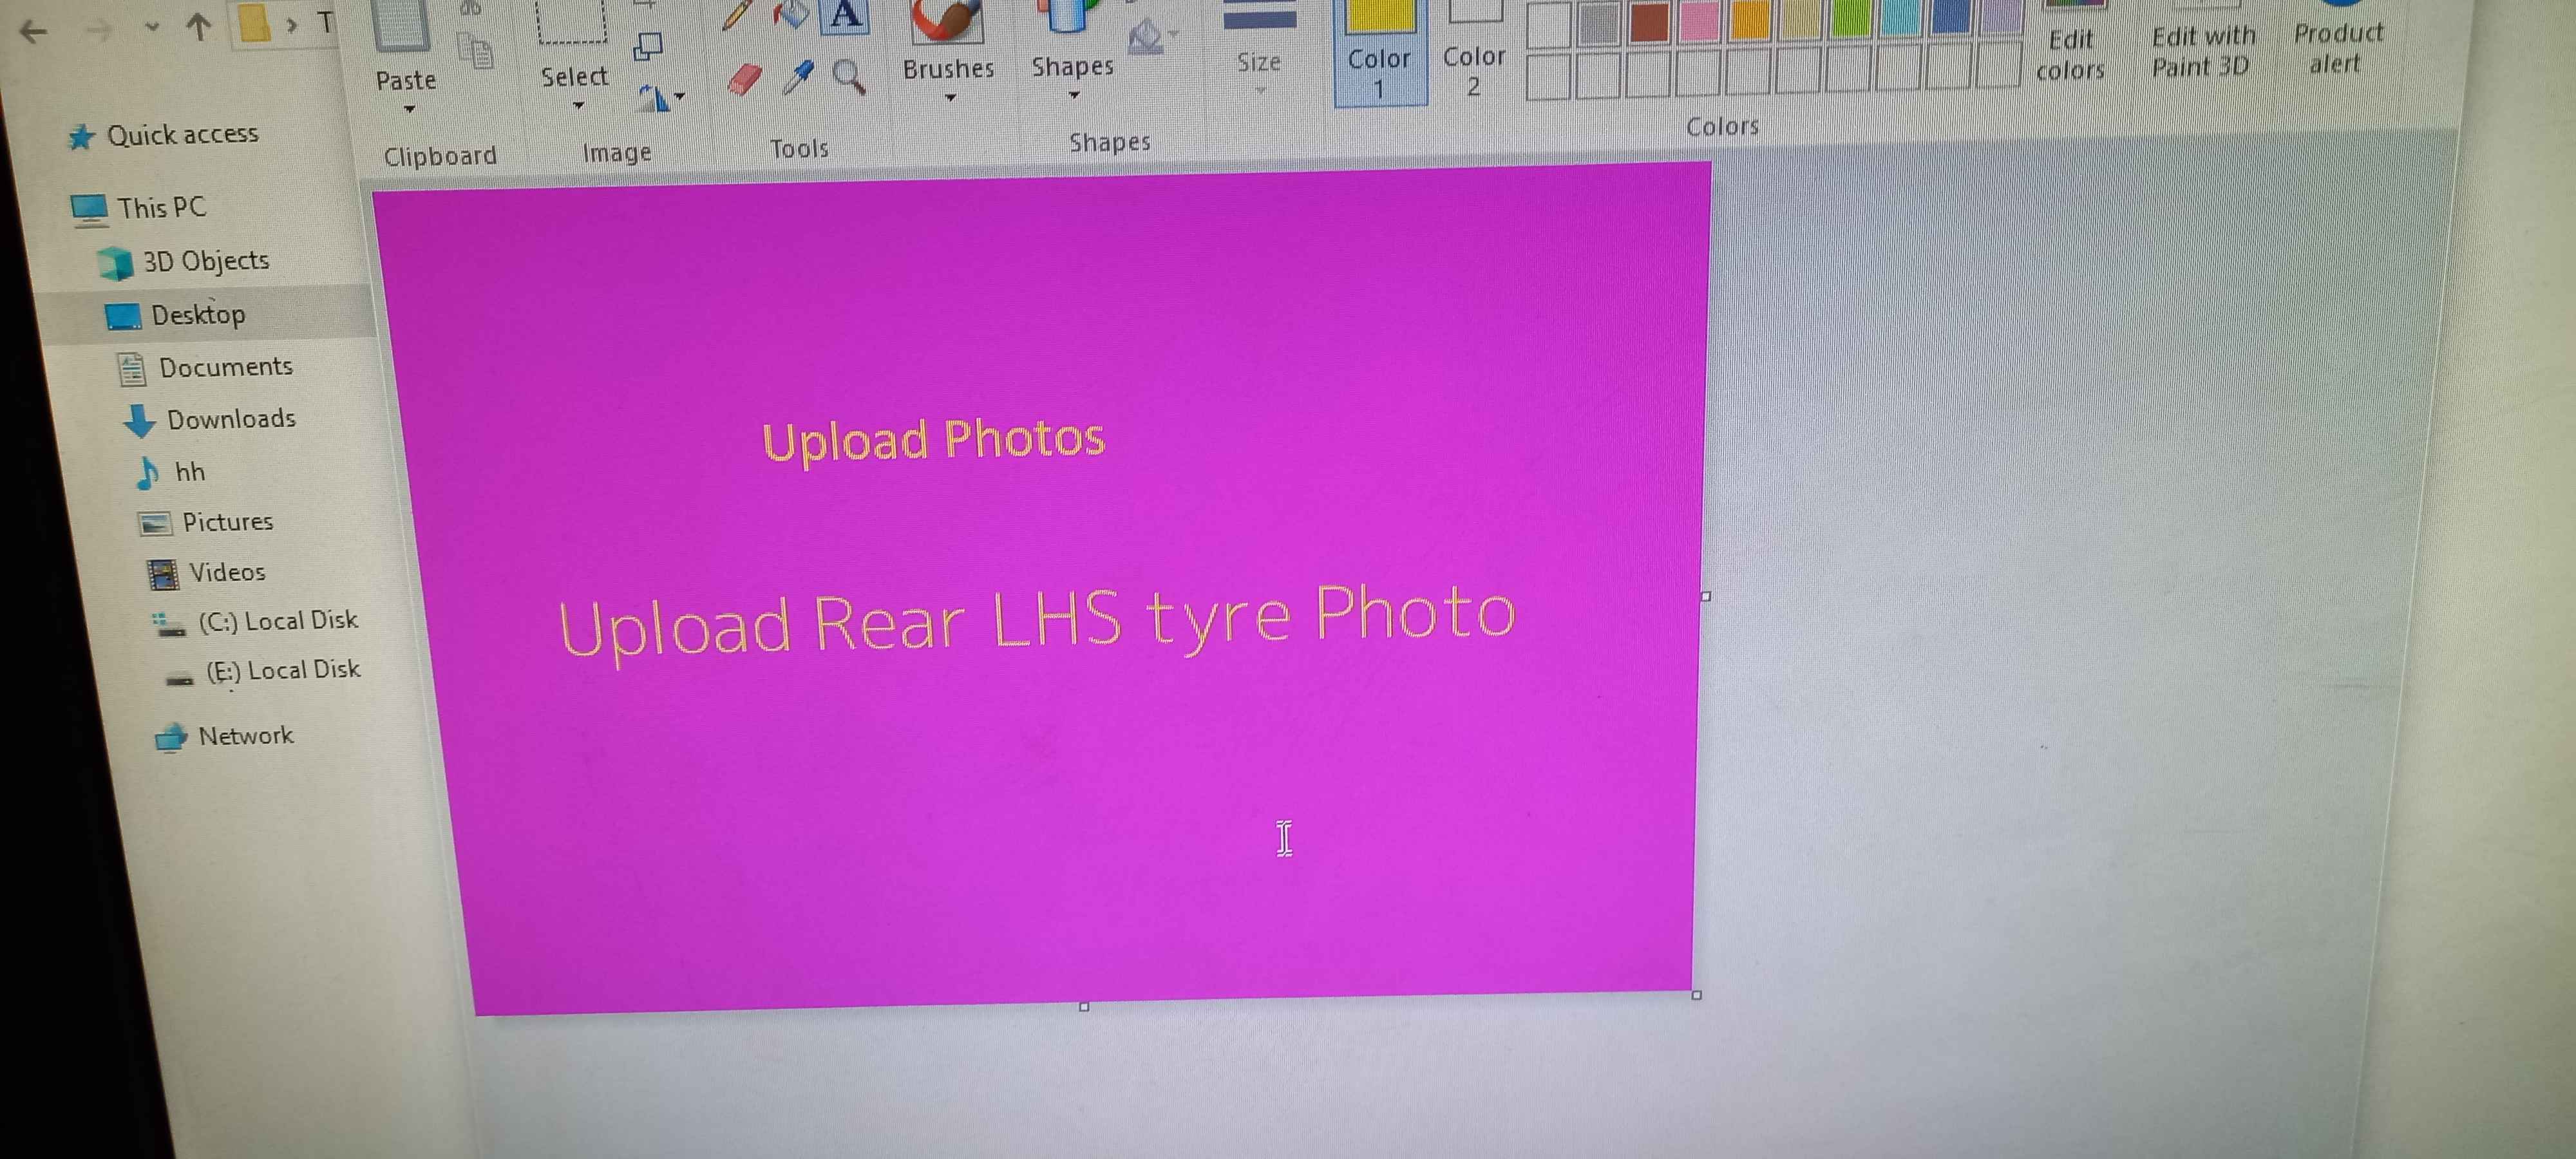 T
Paste
Select
Brushes
Shapes
Size
Color 1
Color 2
Edit colors
Edit with Paint 3D
Product alert
Clipboard
Image
Tools
Shapes
Colors
Quick access
This PC
3D Objects
Desktop
Documents
Downloads
hh
Pictures
Videos
(C:) Local Disk
(E:) Local Disk
Network
Upload Photos
Upload Rear LHS tyre Photo